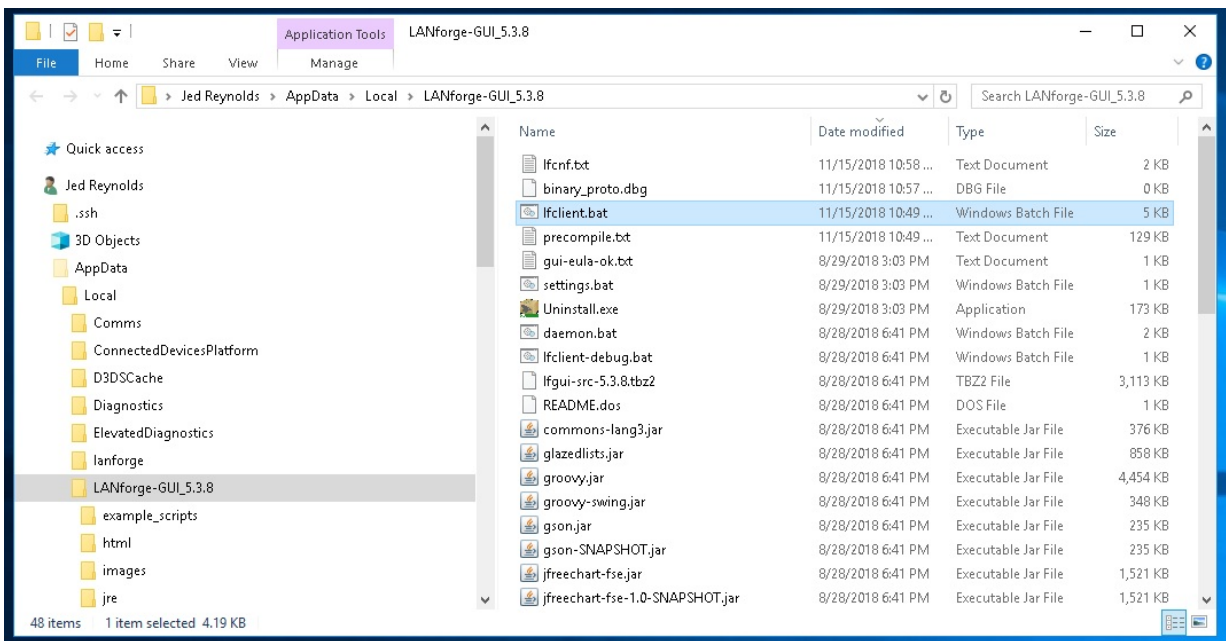 Application Tools LANforge-GUI_5.3.8
File Home Share View Manage
Jed Reynolds > AppData > Local > LANforge-GUI_5.3.8 Search LANforge-GUI_5.3.8
Quick access
Jed Reynolds
.ssh
3D Objects
AppData
Local
Comms
ConnectedDevicesPlatform
D3DSCache
Diagnostics
ElevatedDiagnostics
lanforge
LANforge-GUI_5.3.8
example_scripts
html
images
jre
Name Date modified Type Size
lfcnf.txt 11/15/2018 10:58 ... Text Document 2 KB
binary_proto.dbg 11/15/2018 10:57 ... DBG File 0 KB
lfclient.bat 11/15/2018 10:49 ... Windows Batch File 5 KB
precompile.txt 11/15/2018 10:49 ... Text Document 129 KB
gui-eula-ok.txt 8/29/2018 3:03 PM Text Document 1 KB
settings.bat 8/29/2018 3:03 PM Windows Batch File 1 KB
Uninstall.exe 8/29/2018 3:03 PM Application 173 KB
daemon.bat 8/28/2018 6:41 PM Windows Batch File 2 KB
lfclient-debug.bat 8/28/2018 6:41 PM Windows Batch File 1 KB
lfgui-src-5.3.8.tbz2 8/28/2018 6:41 PM TBZ2 File 3,113 KB
README.dos 8/28/2018 6:41 PM DOS File 1 KB
commons-lang3.jar 8/28/2018 6:41 PM Executable Jar File 376 KB
glazedlists.jar 8/28/2018 6:41 PM Executable Jar File 858 KB
groovy.jar 8/28/2018 6:41 PM Executable Jar File 4,454 KB
groovy-swing.jar 8/28/2018 6:41 PM Executable Jar File 348 KB
gson.jar 8/28/2018 6:41 PM Executable Jar File 235 KB
gson-SNAPSHOT.jar 8/28/2018 6:41 PM Executable Jar File 235 KB
jfreechart-fse.jar 8/28/2018 6:41 PM Executable Jar File 1,521 KB
jfreechart-fse-1.0-SNAPSHOT.jar 8/28/2018 6:41 PM Executable Jar File 1,521 KB
48 items 1 item selected 4.19 KB